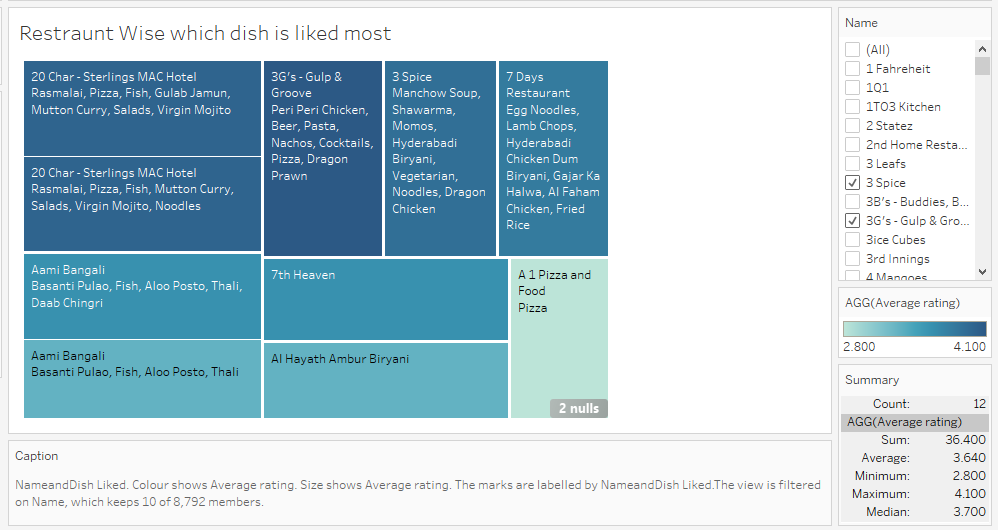 Restraunt Wise which dish is liked most
20 Char - Sterlings MAC Hotel
Rasmalai, Pizza, Fish, Gulab Jamun,
Mutton Curry, Salads, Virgin Mojito
20 Char - Sterlings MAC Hotel
Rasmalai, Pizza, Fish, Mutton Curry,
Salads, Virgin Mojito, Noodles
Aami Bangali
Basanti Pulao, Fish, Aloo Posto, Thali,
Daab Chingri
Aami Bangali
Basanti Pulao, Fish, Aloo Posto, Thali
3G's - Gulp &
Groove
Peri Peri Chicken,
Beer, Pasta,
Nachos, Cocktails,
Pizza, Dragon
Prawn
3 Spice
Manchow Soup,
Shawarma,
Momos,
Hyderabadi
Biryani,
Vegetarian,
Noodles, Dragon
Chicken
7 Days
Restaurant
Egg Noodles,
Lamb Chops,
Hyderabadi
Chicken Dum
Biryani, Gajar Ka
Halwa, Al Faham
Chicken, Fried
Rice
7th Heaven
Al Hayath Ambur Biryani
A 1 Pizza and
Food
Pizza
2 nulls
Caption
NameandDish Liked. Colour shows Average rating. Size shows Average rating. The marks are labelled by NameandDish Liked.The view is filtered
on Name, which keeps 10 of 8,792 members.
Name
(All)
1 Fahreheit
1Q1
1TO3 Kitchen
2 Statez
2nd Home Resta...
3 Leafs
3 Spice
3B's - Buddies, B...
3G's - Gulp & Gro...
3ice Cubes
3rd Innings
4 Mangoes
AGG(Average rating)
2.800 4.100
Summary
Count: 12
AGG(Average rating)
Sum: 36.400
Average: 3.640
Minimum: 2.800
Maximum: 4.100
Median: 3.700